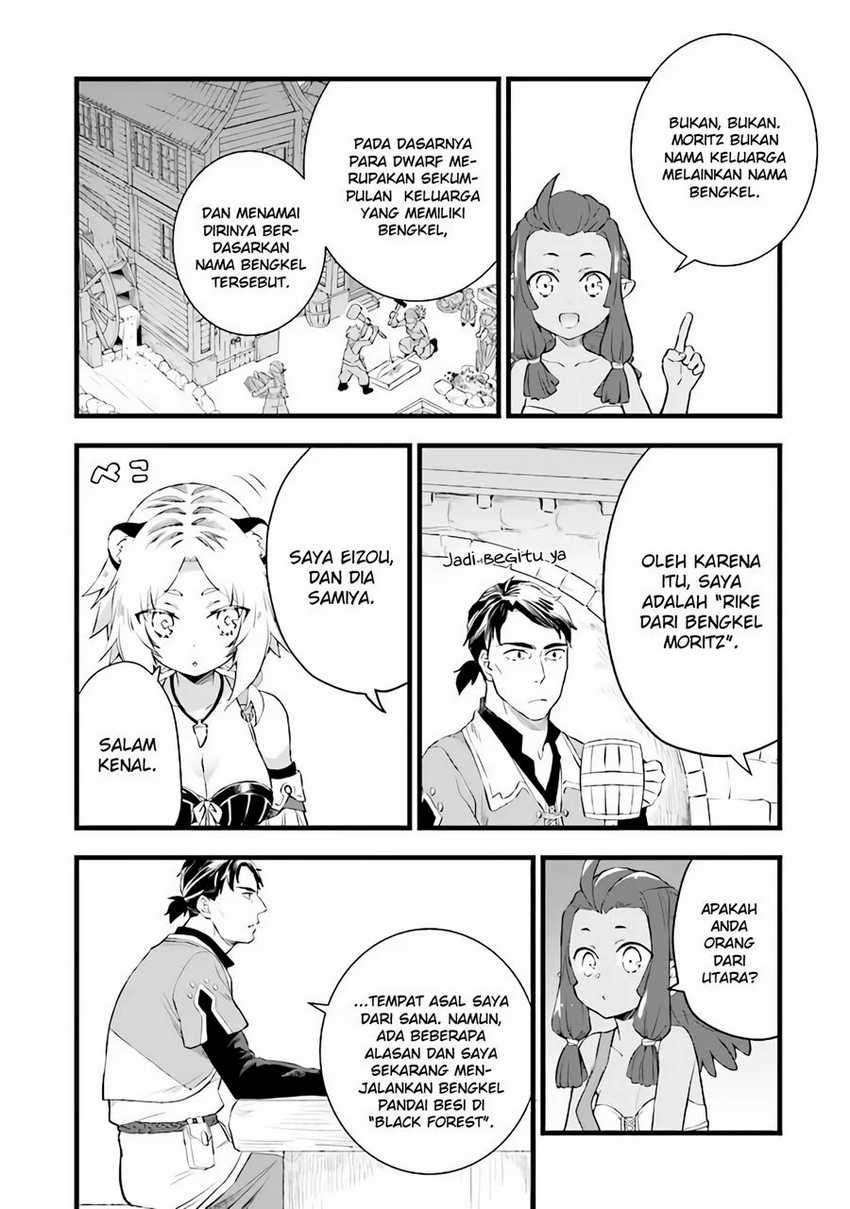 BUKAN, BUKAN.
MORITZ BUKAN
NAMA KELUARGA
MELAINKAN NAMA
BENGKEL.
PADA DASARNYA
PARA DWARF ME-
RUPAKAN SEKUM-
PULAN KELUARGA
YANG MEMILIKI
BENGKEL,
DAN MENAMAI
DIRINYA BER-
DASARKAN
NAMA BENGKEL
TERSEBUT.
OLEH KARENA
ITU, SAYA
ADALAH "RIKE
DARI BENGKEL
MORITZ".
Jadi Begitu ya
SAYA EIZOU,
DAN DIA
SAMIYA.
ペコ
SALAM
KENAL.
APAKAH
ANDA
ORANG
DARI
UTARA?
...TEMPAT ASAL SAYA
DARI SANA. NAMUN,
ADA BEBERAPA
ALASAN DAN SAYA
SEKARANG MEN-
JALANKAN BENGKEL
PANDAI BESI DI
"BLACK FOREST".